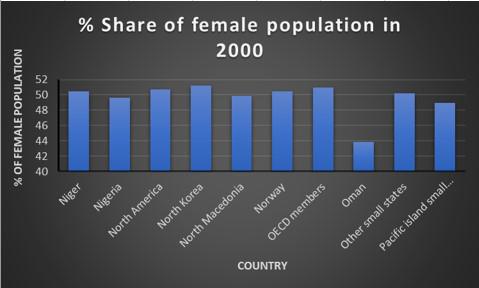 % Share of female population in
2000
% OF FEMALE POPULATION
52
50
48
46
44
42
40
Niger
Nigeria
North America
North Korea
North Macedonia
Norway
OECD members
Oman
Other small states
Pacific island small...
COUNTRY